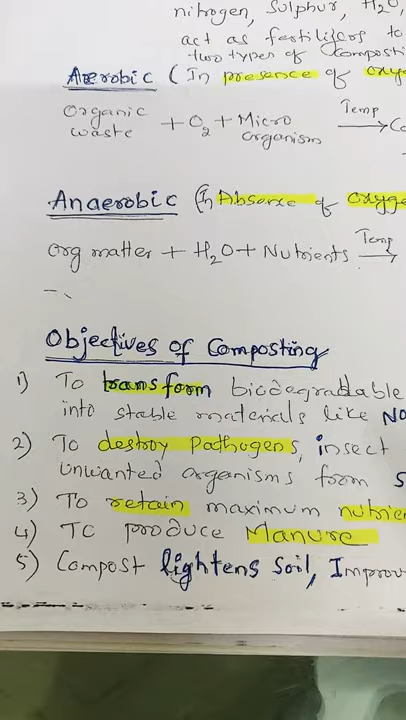 nitrogen, Sulphur, H2O,
act as fertilizers to
two types of composti
Aerobic (In presence of oxyg
Organic waste + O2 + Micro organism Temp → Co
Anaerobic (In Absence of oxyge
Org matter + H2O + Nutrients Temp →
Objectives of Composting
1) To transform biodegradable
into stable materials like NO
2) To destroy pathogens, insect
Unwanted organisms from S
3) To retain maximum nutrien
4) To produce Manure
5) Compost lightens Soil, Improv